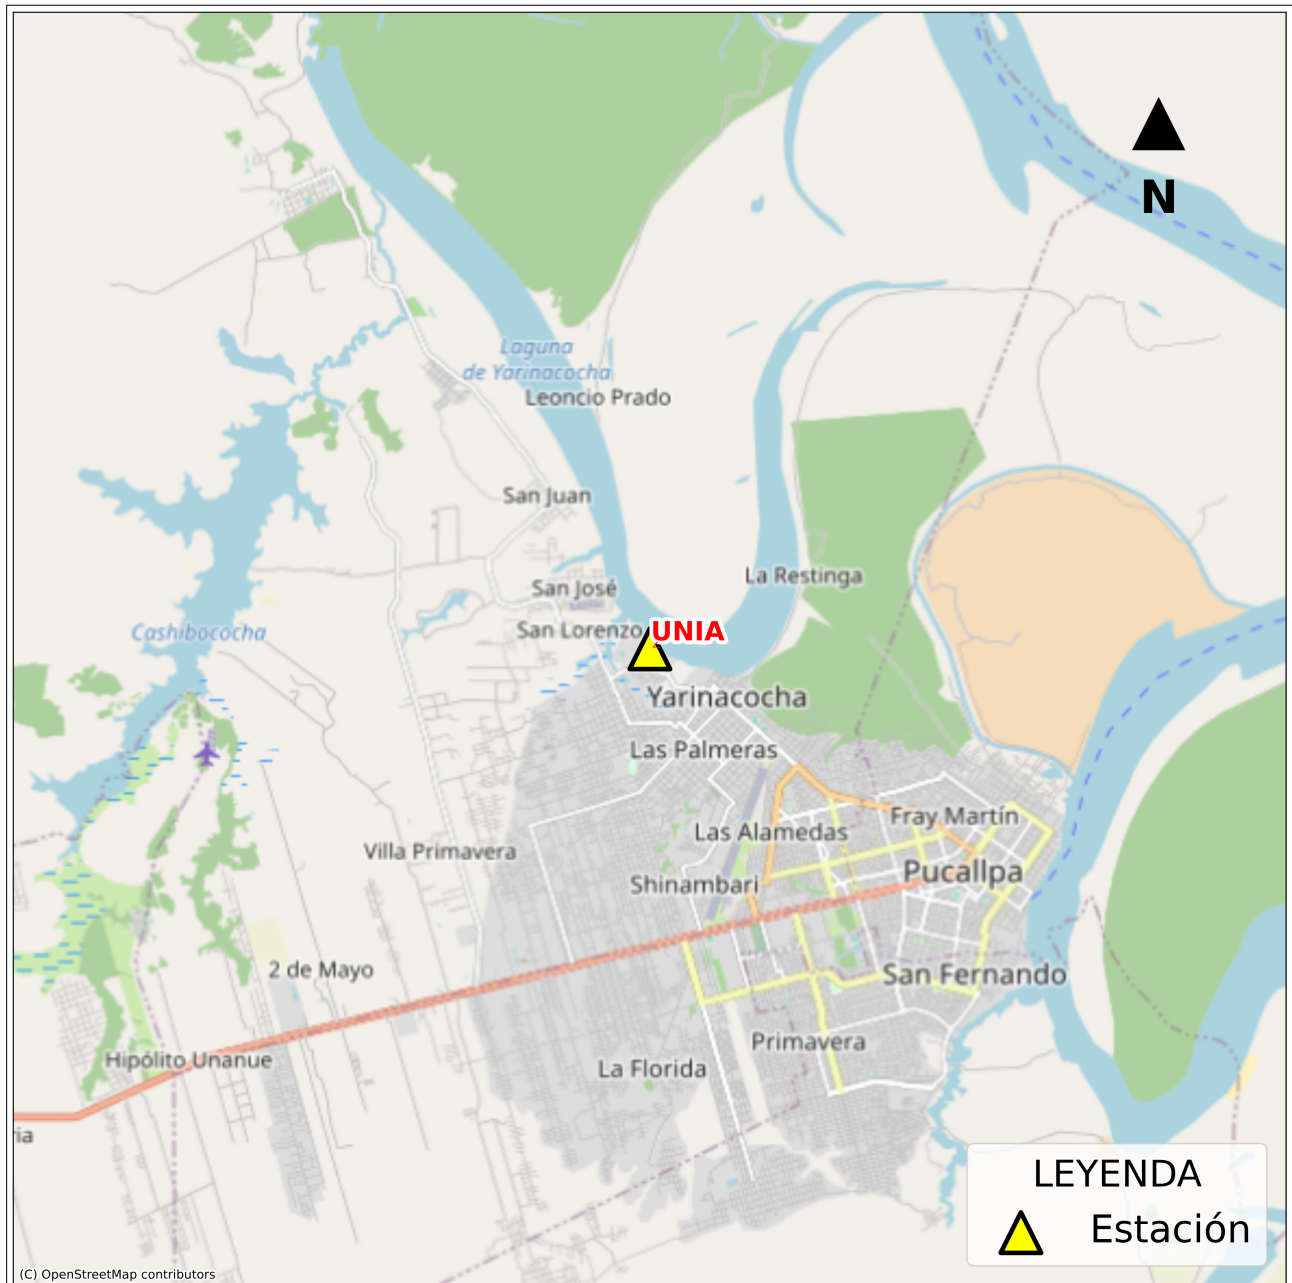 N
Laguna
de Yarinacocha
Leoncio Prado
San Juan
La Restinga
San José
San Lorenzo
UNIA
Cashibococha
Yarinacocha
Las Palmeras
Fray Martín
Las Alamedas
Villa Primavera
Pucallpa
Shinambari
2 de Mayo
San Fernando
Primavera
Hipólito Unanue
La Florida
ia
LEYENDA
Estación
(C) OpenStreetMap contributors